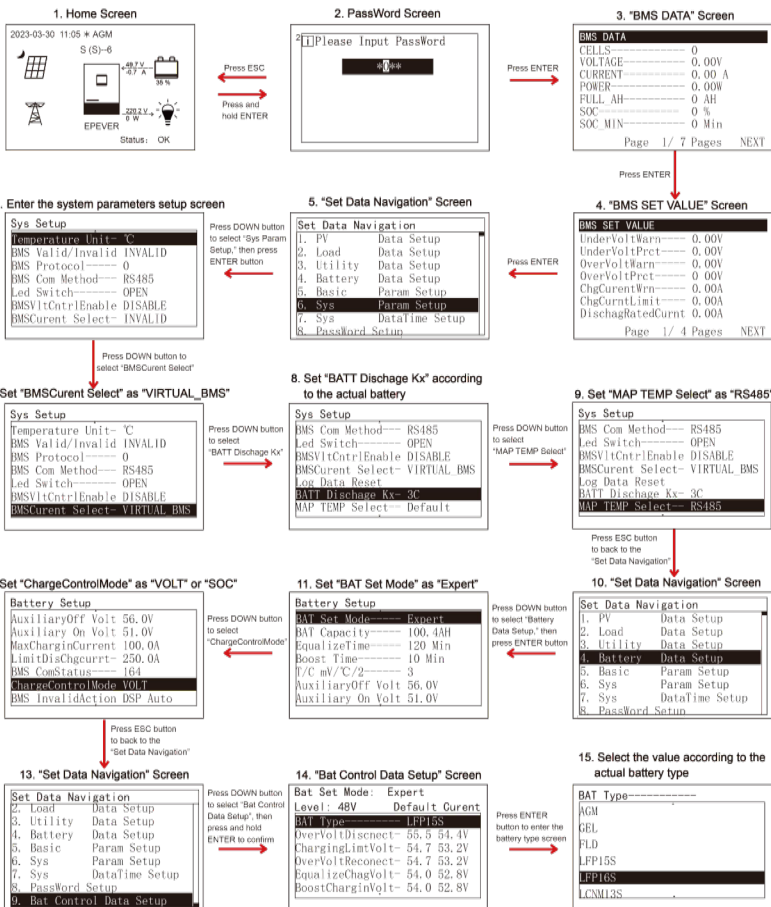 1. Home Screen
2023-03-30 11:05 * AGM
S (S)--6
49.7 V
-0.7 A
35 %
220.2 V
0 W
EPEVER
Status: OK
Press ESC
Press and
hold ENTER
2. PassWord Screen
2 i Please Input PassWord
*0**
Press ENTER
3. "BMS DATA" Screen
BMS DATA
CELLS------------ 0
VOLTAGE---------- 0.00V
CURRENT---------- 0.00 A
POWER------------ 0.00W
FULL_AH---------- 0 AH
SOC-------------- 0 %
SOC_MIN---------- 0 Min
Page 1/ 7 Pages NEXT
Press ENTER
. Enter the system parameters setup screen
Sys Setup
Temperature Unit- ℃
BMS Valid/Invalid INVALID
BMS Protocol----- 0
BMS Com Method--- RS485
Led Switch------- OPEN
BMSVltCntrlEnable DISABLE
BMSCurent Select- INVALID
Press DOWN button
to select "Sys Param
Setup," then press
ENTER button
5. "Set Data Navigation" Screen
Set Data Navigation
1. PV Data Setup
2. Load Data Setup
3. Utility Data Setup
4. Battery Data Setup
5. Basic Param Setup
6. Sys Param Setup
7. Sys DataTime Setup
8. PassWord Setup
Press ENTER
4. "BMS SET VALUE" Screen
BMS SET VALUE
UnderVoltWarn---- 0.00V
UnderVoltPrct---- 0.00V
OverVoltWarn----- 0.00V
OverVoltPrct----- 0.00V
ChgCurentWrn----- 0.00A
ChgCurntLimit---- 0.00A
DischagRatedCurnt 0.00A
Page 1/ 4 Pages NEXT
Press DOWN button to
select "BMSCurent Select"
Set "BMSCurent Select" as "VIRTUAL_BMS"
Sys Setup
Temperature Unit- ℃
BMS Valid/Invalid INVALID
BMS Protocol----- 0
BMS Com Method--- RS485
Led Switch------- OPEN
BMSVltCntrlEnable DISABLE
BMSCurent Select- VIRTUAL BMS
Press DOWN button
to select
"BATT Dischage Kx"
8. Set "BATT Dischage Kx" according
to the actual battery
Sys Setup
BMS Com Method--- RS485
Led Switch------- OPEN
BMSVltCntrlEnable DISABLE
BMSCurent Select- VIRTUAL BMS
Log Data Reset
BATT Dischage Kx- 3C
MAP TEMP Select-- Default
Press DOWN button
to select
"MAP TEMP Select"
9. Set "MAP TEMP Select" as "RS485"
Sys Setup
BMS Com Method--- RS485
Led Switch------- OPEN
BMSVltCntrlEnable DISABLE
BMSCurent Select- VIRTUAL BMS
Log Data Reset
BATT Dischage Kx- 3C
MAP TEMP Select-- RS485
Press ESC button
to back to the
"Set Data Navigation"
Set "ChargeControlMode" as "VOLT" or "SOC"
Battery Setup
AuxiliaryOff Volt 56.0V
Auxiliary On Volt 51.0V
MaxCharginCurrent 100.0A
LimitDisChgcurrt- 250.0A
BMS ComStatus---- 164
ChargeControlMode VOLT
BMS InvalidAction DSP Auto
Press DOWN button
to select
"ChargeControlMode"
11. Set "BAT Set Mode" as "Expert"
Battery Setup
BAT Set Mode----- Expert
BAT Capacity----- 100.4AH
EqualizeTime----- 120 Min
Boost Time------- 10 Min
T/C mV/℃/2------- 3
AuxiliaryOff Volt 56.0V
Auxiliary On Volt 51.0V
Press DOWN button
to select "Battery
Data Setup," then
press ENTER button
10. "Set Data Navigation" Screen
Set Data Navigation
1. PV Data Setup
2. Load Data Setup
3. Utility Data Setup
4. Battery Data Setup
5. Basic Param Setup
6. Sys Param Setup
7. Sys DataTime Setup
8. PassWord Setup
Press ESC button
to back to the
"Set Data Navigation"
13. "Set Data Navigation" Screen
Set Data Navigation
2. Load Data Setup
3. Utility Data Setup
4. Battery Data Setup
5. Basic Param Setup
6. Sys Param Setup
7. Sys DataTime Setup
8. PassWord Setup
9. Bat Control Data Setup
Press DOWN button
to select "Bat Control
Data Setup", then
press and hold
ENTER to confirm
14. "Bat Control Data Setup" Screen
Bat Set Mode: Expert
Level: 48V Default Curent
BAT Type--------- LFP15S
OverVoltDiscnect- 55.5 54.4V
ChargingLimtVolt- 54.7 53.2V
OverVoltReconect- 54.7 53.2V
EqualizeChagVolt- 54.0 52.8V
BoostCharginVolt- 54.0 52.8V
Press ENTER
button to enter the
battery type screen
15. Select the value according to the
actual battery type
BAT Type-----------
AGM
GEL
FLD
LFP15S
LFP16S
LCNM13S